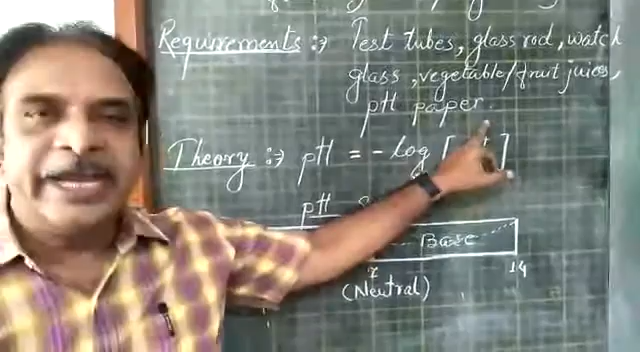 Requirements :→ Test tubes, glass rod, watch
glass, vegetable/fruit juices,
pH paper.
Theory :→ pH = - log [ + ]
pH
Base
7 14
(Neutral)